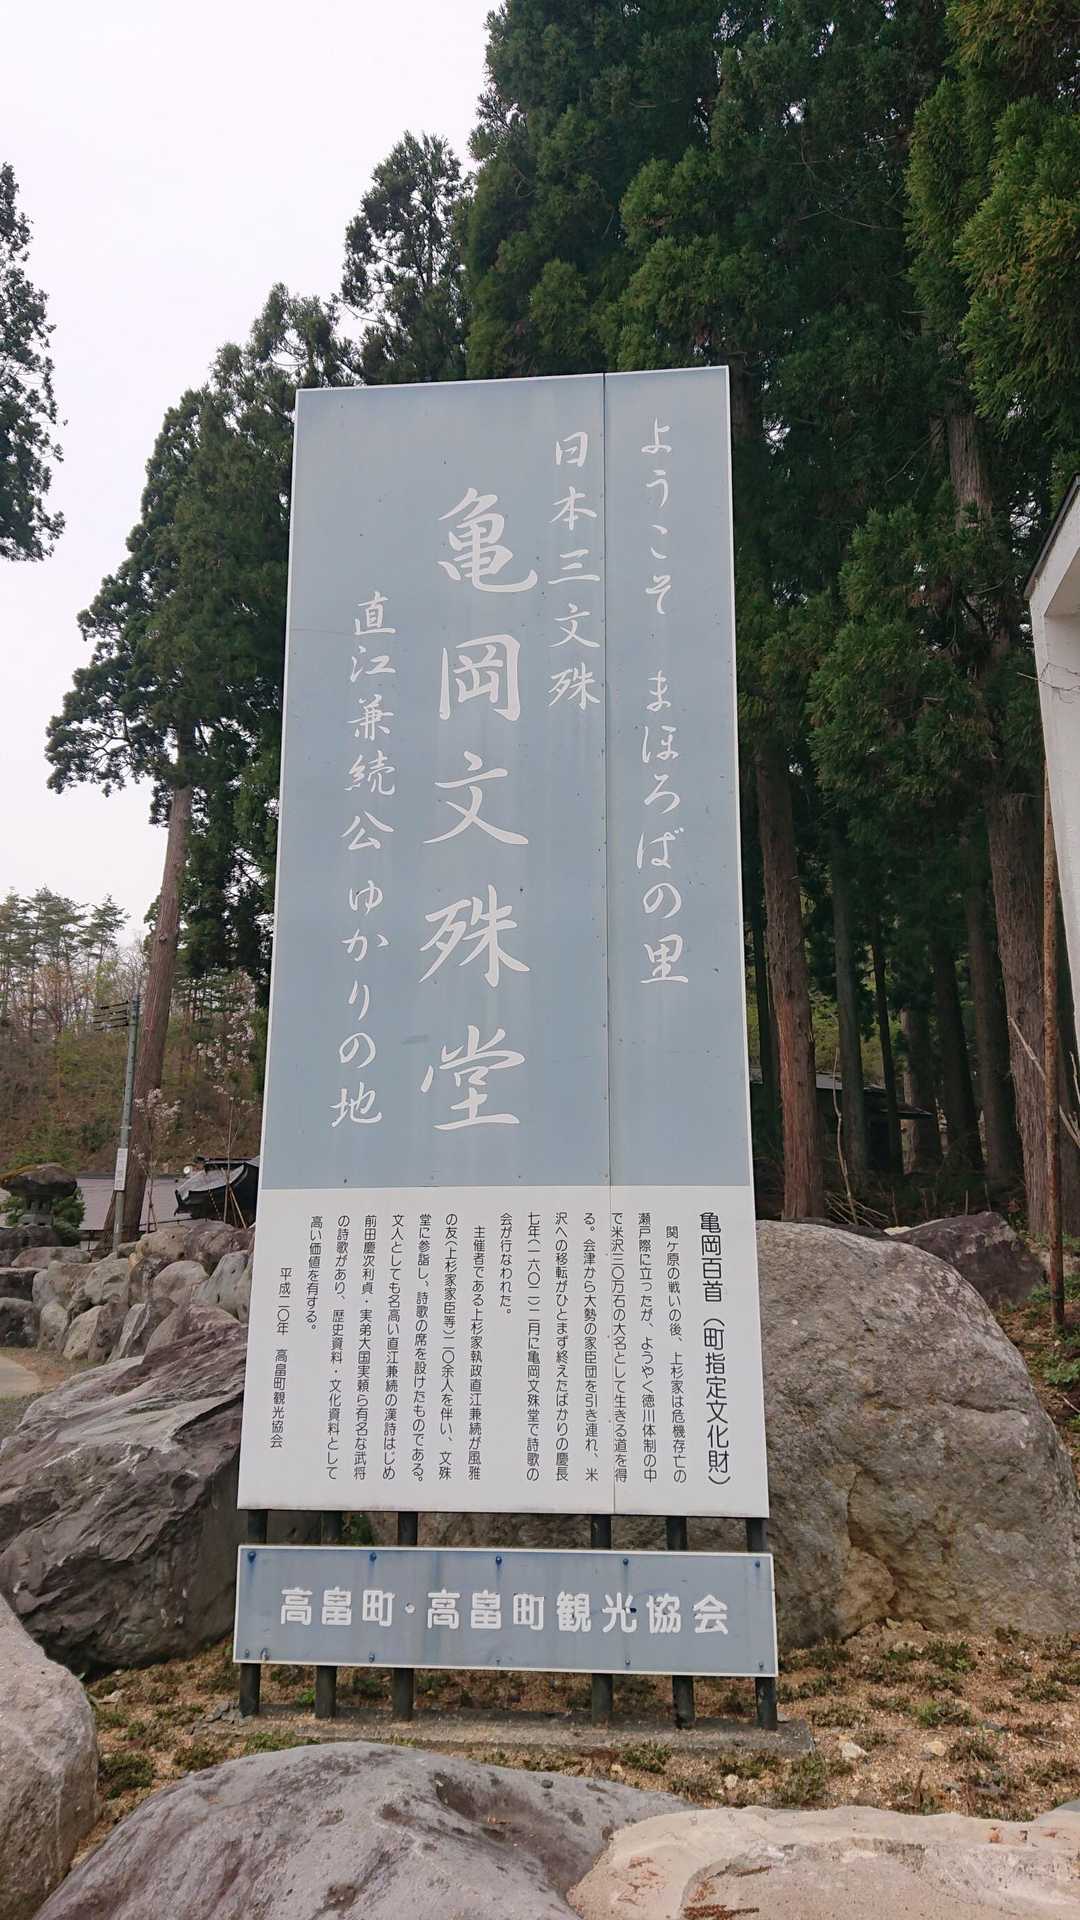 ようこそ まほろばの里
日本三文殊
亀岡文殊堂
直江兼続公ゆかりの地
亀岡百首（町指定文化財）
関ヶ原の戦いの後、上杉家は危機存亡の
瀬戸際に立ったが、ようやく徳川体制の中
で米沢三〇万石の大名として生きる道を得
る。会津から大勢の家臣団を引き連れ、米
沢への移転がひとまず終えたばかりの慶長
七年（一六〇二）二月に亀岡文殊堂で詩歌の
会が行なわれた。
主催者である上杉家執政直江兼続が風雅
の友（上杉家家臣等）二〇余人を伴い、文殊
堂に参詣し、詩歌の席を設けたものである。
文人としても名高い直江兼続の漢詩はじめ
前田慶次利貞・実弟大国実頼ら有名な武将
の詩歌があり、歴史資料・文化資料として
高い価値を有する。
平成二〇年 高畠町観光協会
高畠町・高畠町観光協会